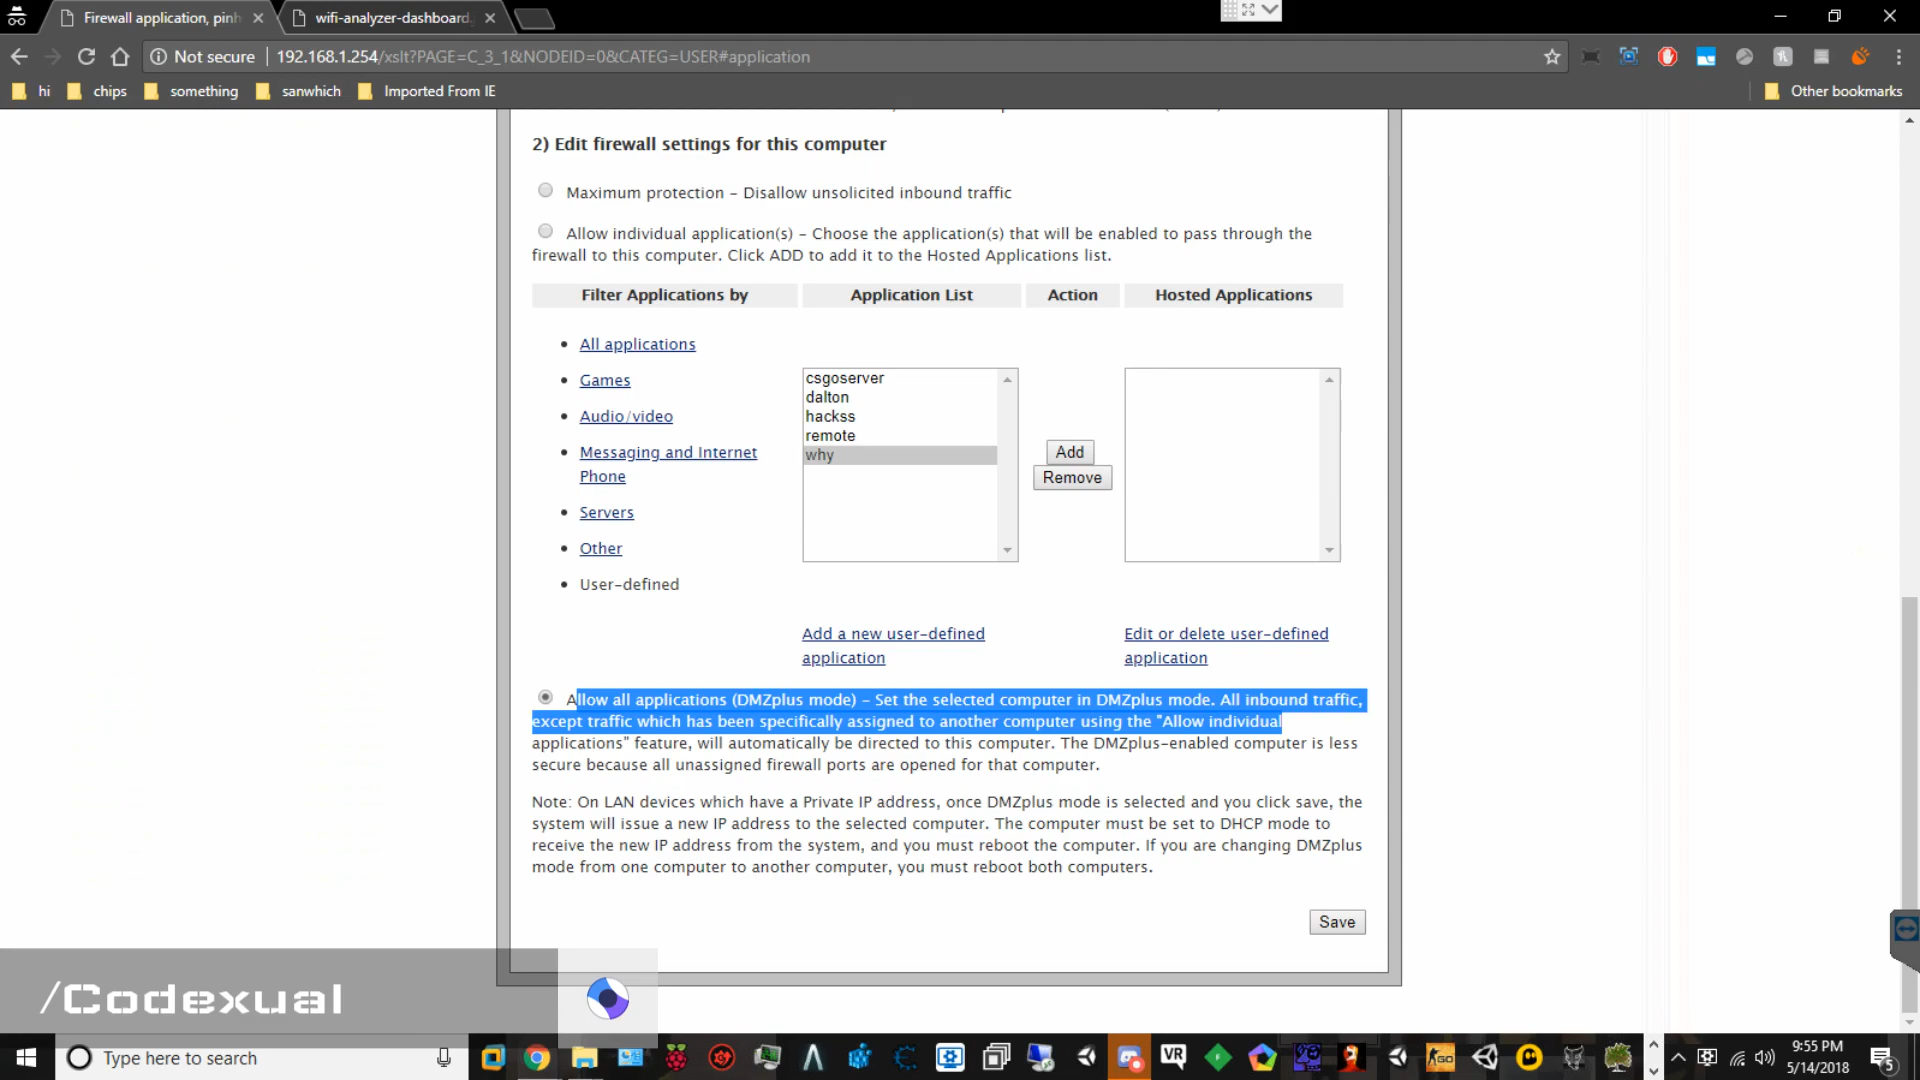 Firewall application, pinh
wifi-analyzer-dashboard.
Not secure
192.168.1.254/xslt?PAGE=C_3_1&NODEID=0&CATEG=USER#application
hi
chips
something
sanwhich
Imported From IE
Other bookmarks
2) Edit firewall settings for this computer
Maximum protection – Disallow unsolicited inbound traffic
Allow individual application(s) – Choose the application(s) that will be enabled to pass through the
firewall to this computer. Click ADD to add it to the Hosted Applications list.
Filter Applications by
Application List
Action
Hosted Applications
All applications
Games
Audio/video
Messaging and Internet
Phone
Servers
Other
User–defined
csgoserver
dalton
hackss
remote
why
Add
Remove
Add a new user–defined
application
Edit or delete user–defined
application
Allow all applications (DMZplus mode) – Set the selected computer in DMZplus mode. All inbound traffic,
except traffic which has been specifically assigned to another computer using the "Allow individual
applications" feature, will automatically be directed to this computer. The DMZplus–enabled computer is less
secure because all unassigned firewall ports are opened for that computer.
Note: On LAN devices which have a Private IP address, once DMZplus mode is selected and you click save, the
system will issue a new IP address to the selected computer. The computer must be set to DHCP mode to
receive the new IP address from the system, and you must reboot the computer. If you are changing DMZplus
mode from one computer to another computer, you must reboot both computers.
Save
/Codexual
Type here to search
VR
GO
9:55 PM
5/14/2018
5